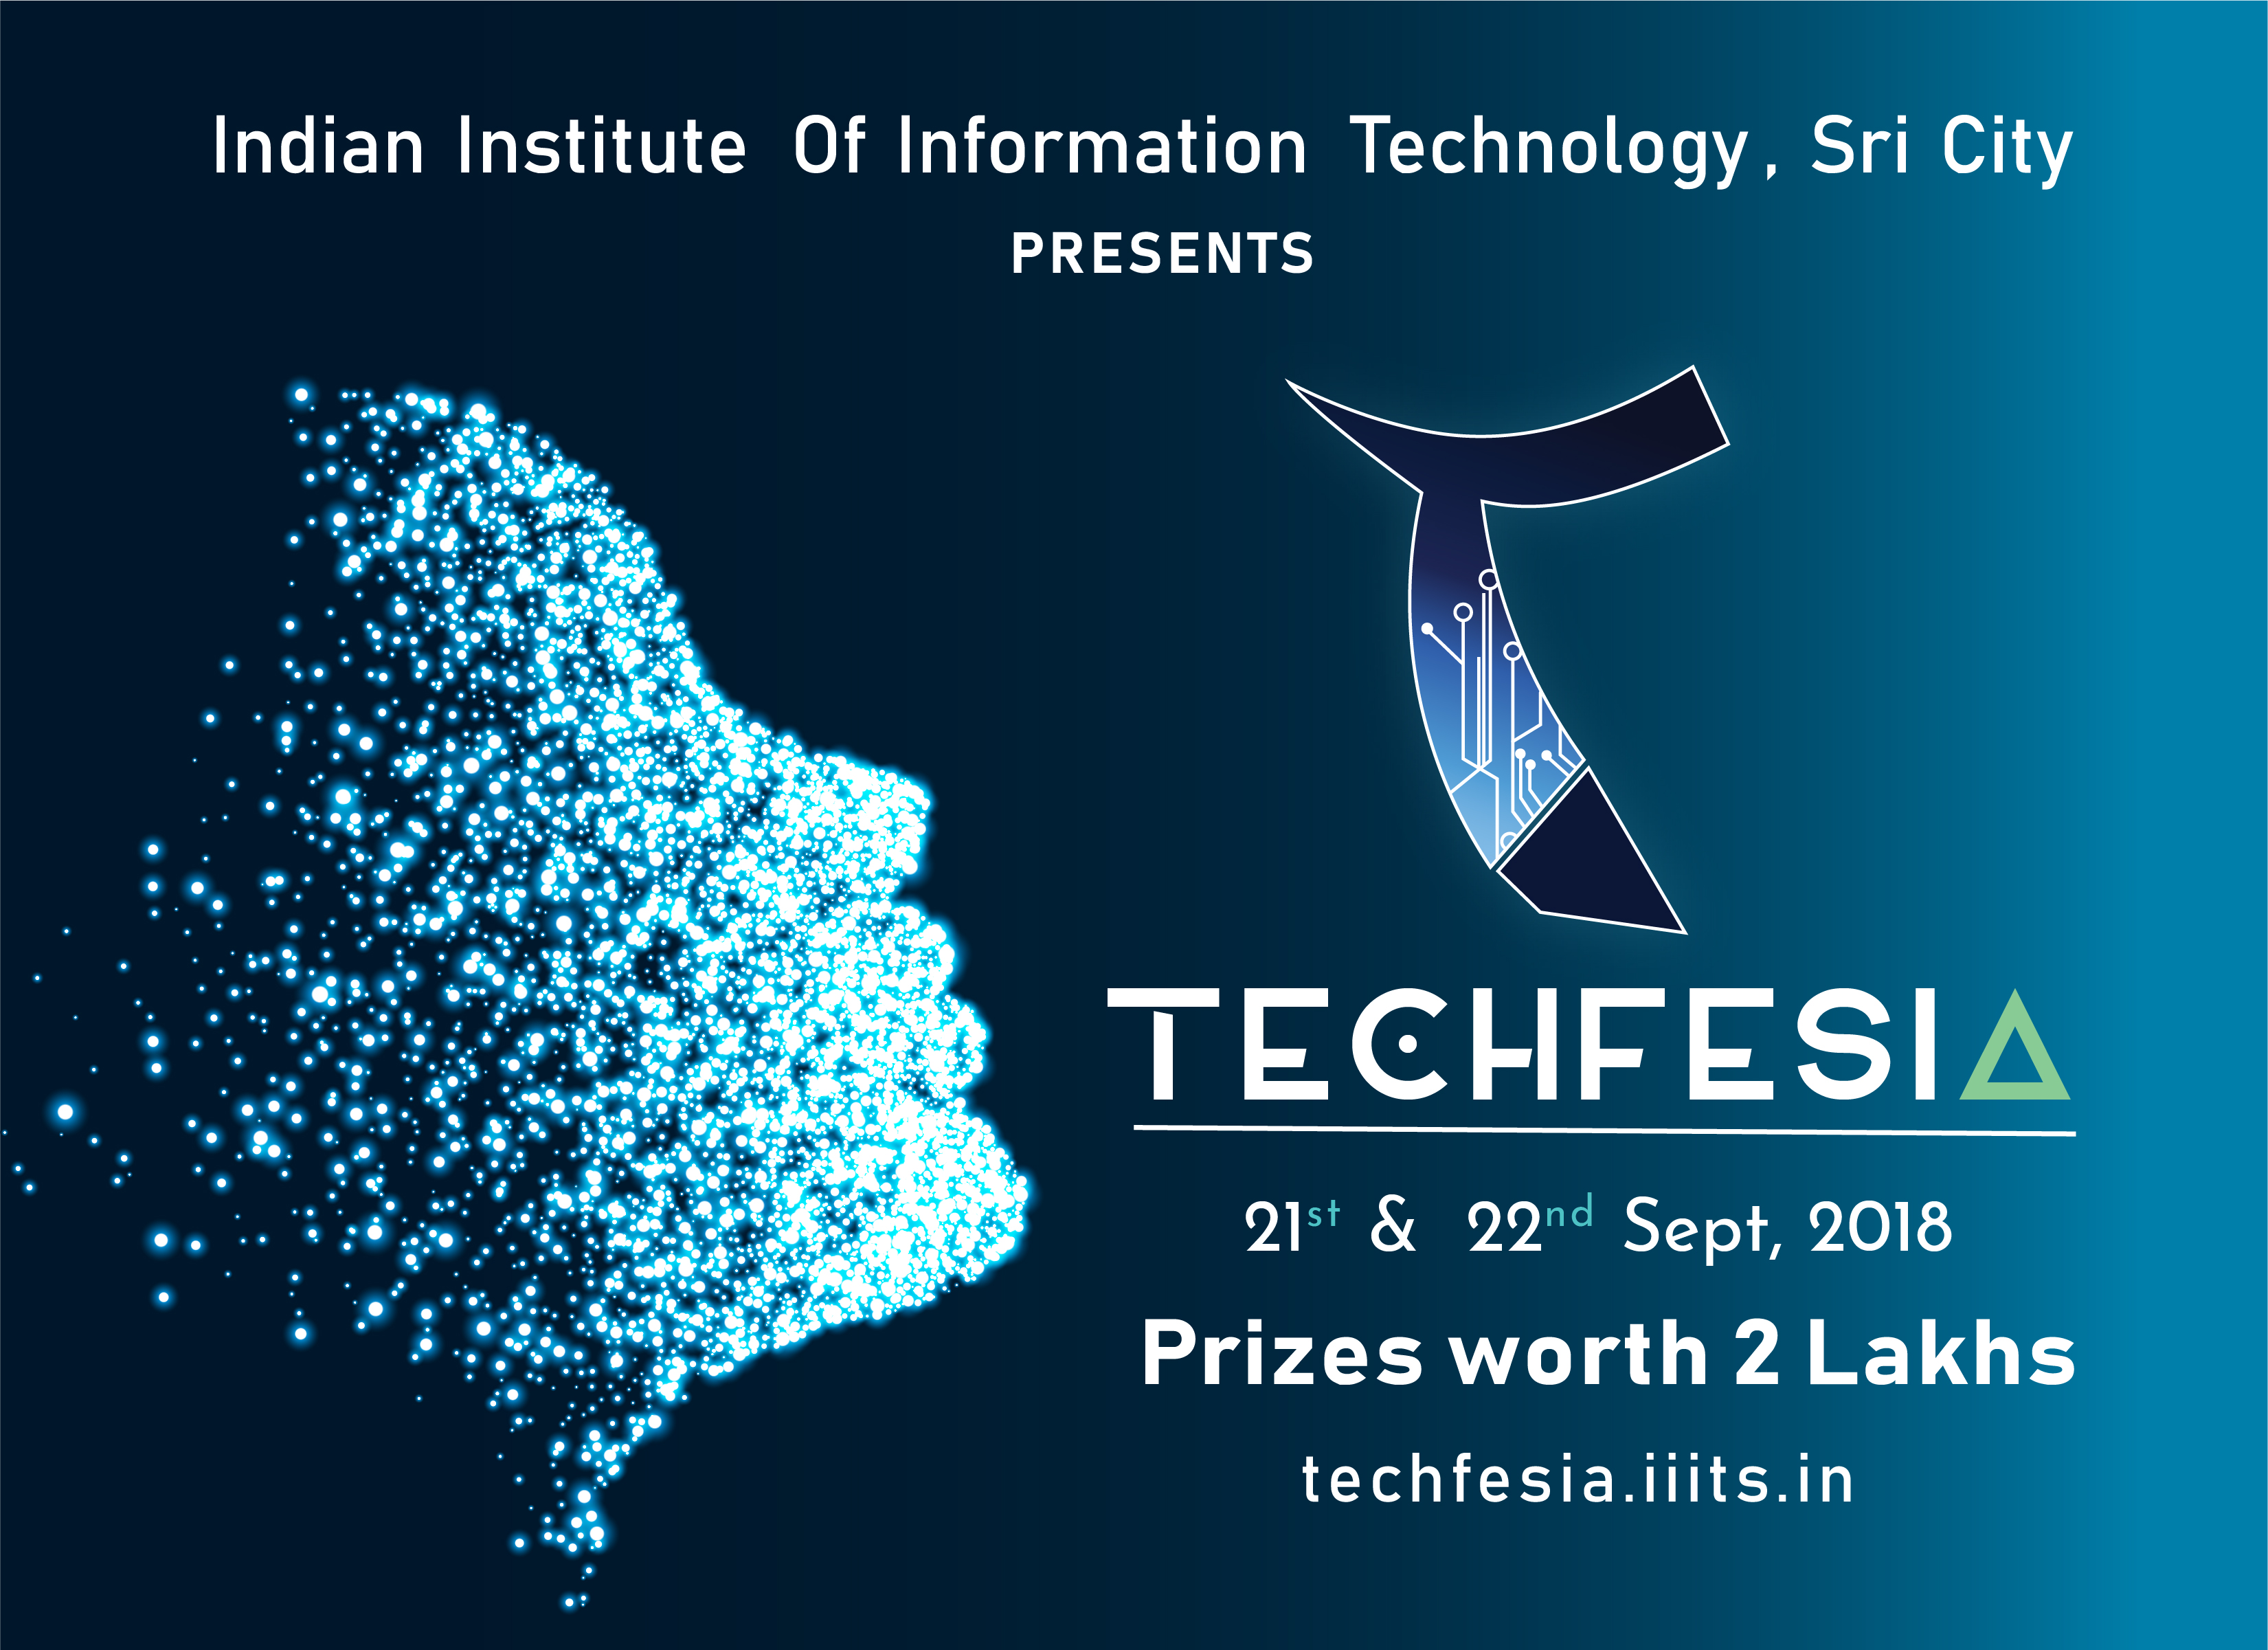 Indian Institute Of Information Technology, Sri City
PRESENTS
TECHFESIA
21st & 22nd Sept, 2018
Prizes worth 2 Lakhs
techfesia.iiits.in